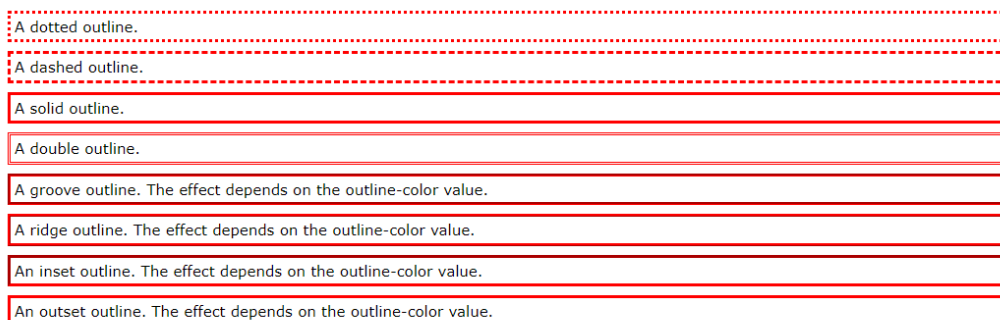 A dotted outline.
A dashed outline.
A solid outline.
A double outline.
A groove outline. The effect depends on the outline-color value.
A ridge outline. The effect depends on the outline-color value.
An inset outline. The effect depends on the outline-color value.
An outset outline. The effect depends on the outline-color value.